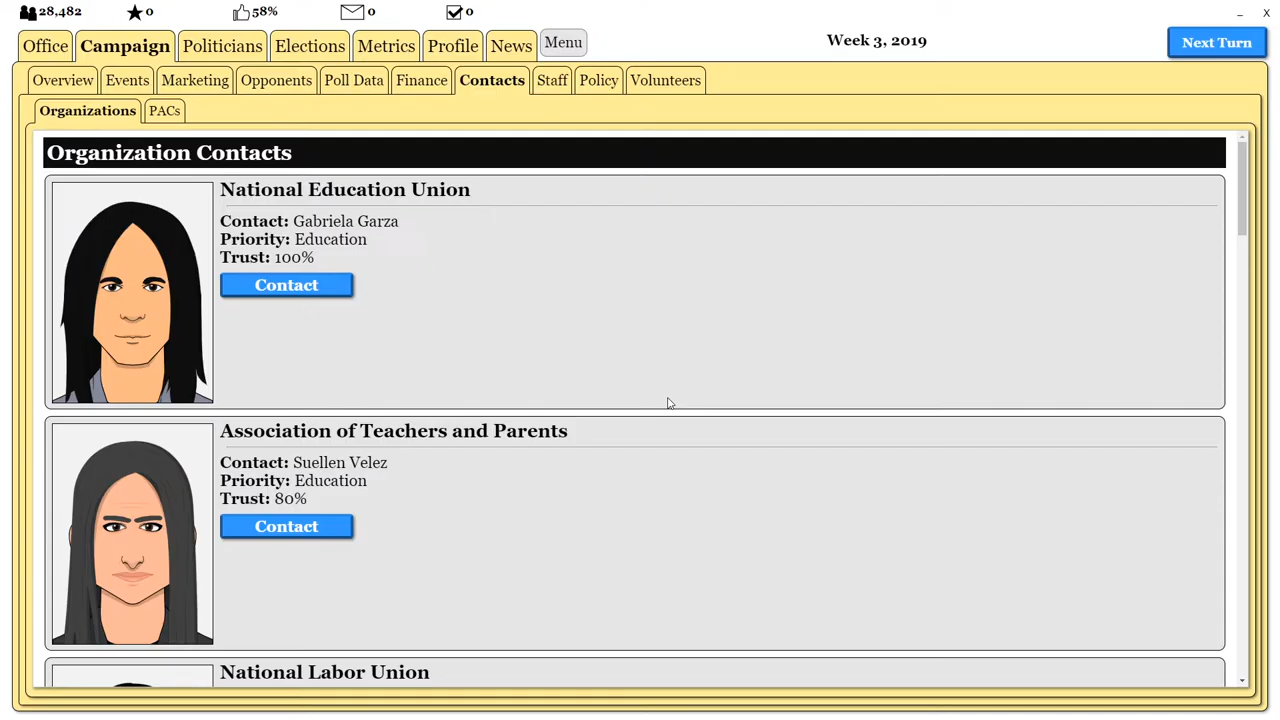 28,482 0 58% 0 0 _ X
Office Campaign Politicians Elections Metrics Profile News Menu Week 3, 2019 Next Turn
Overview Events Marketing Opponents Poll Data Finance Contacts Staff Policy Volunteers
Organizations PACs
Organization Contacts
National Education Union
Contact: Gabriela Garza
Priority: Education
Trust: 100%
Contact
Association of Teachers and Parents
Contact: Suellen Velez
Priority: Education
Trust: 80%
Contact
National Labor Union